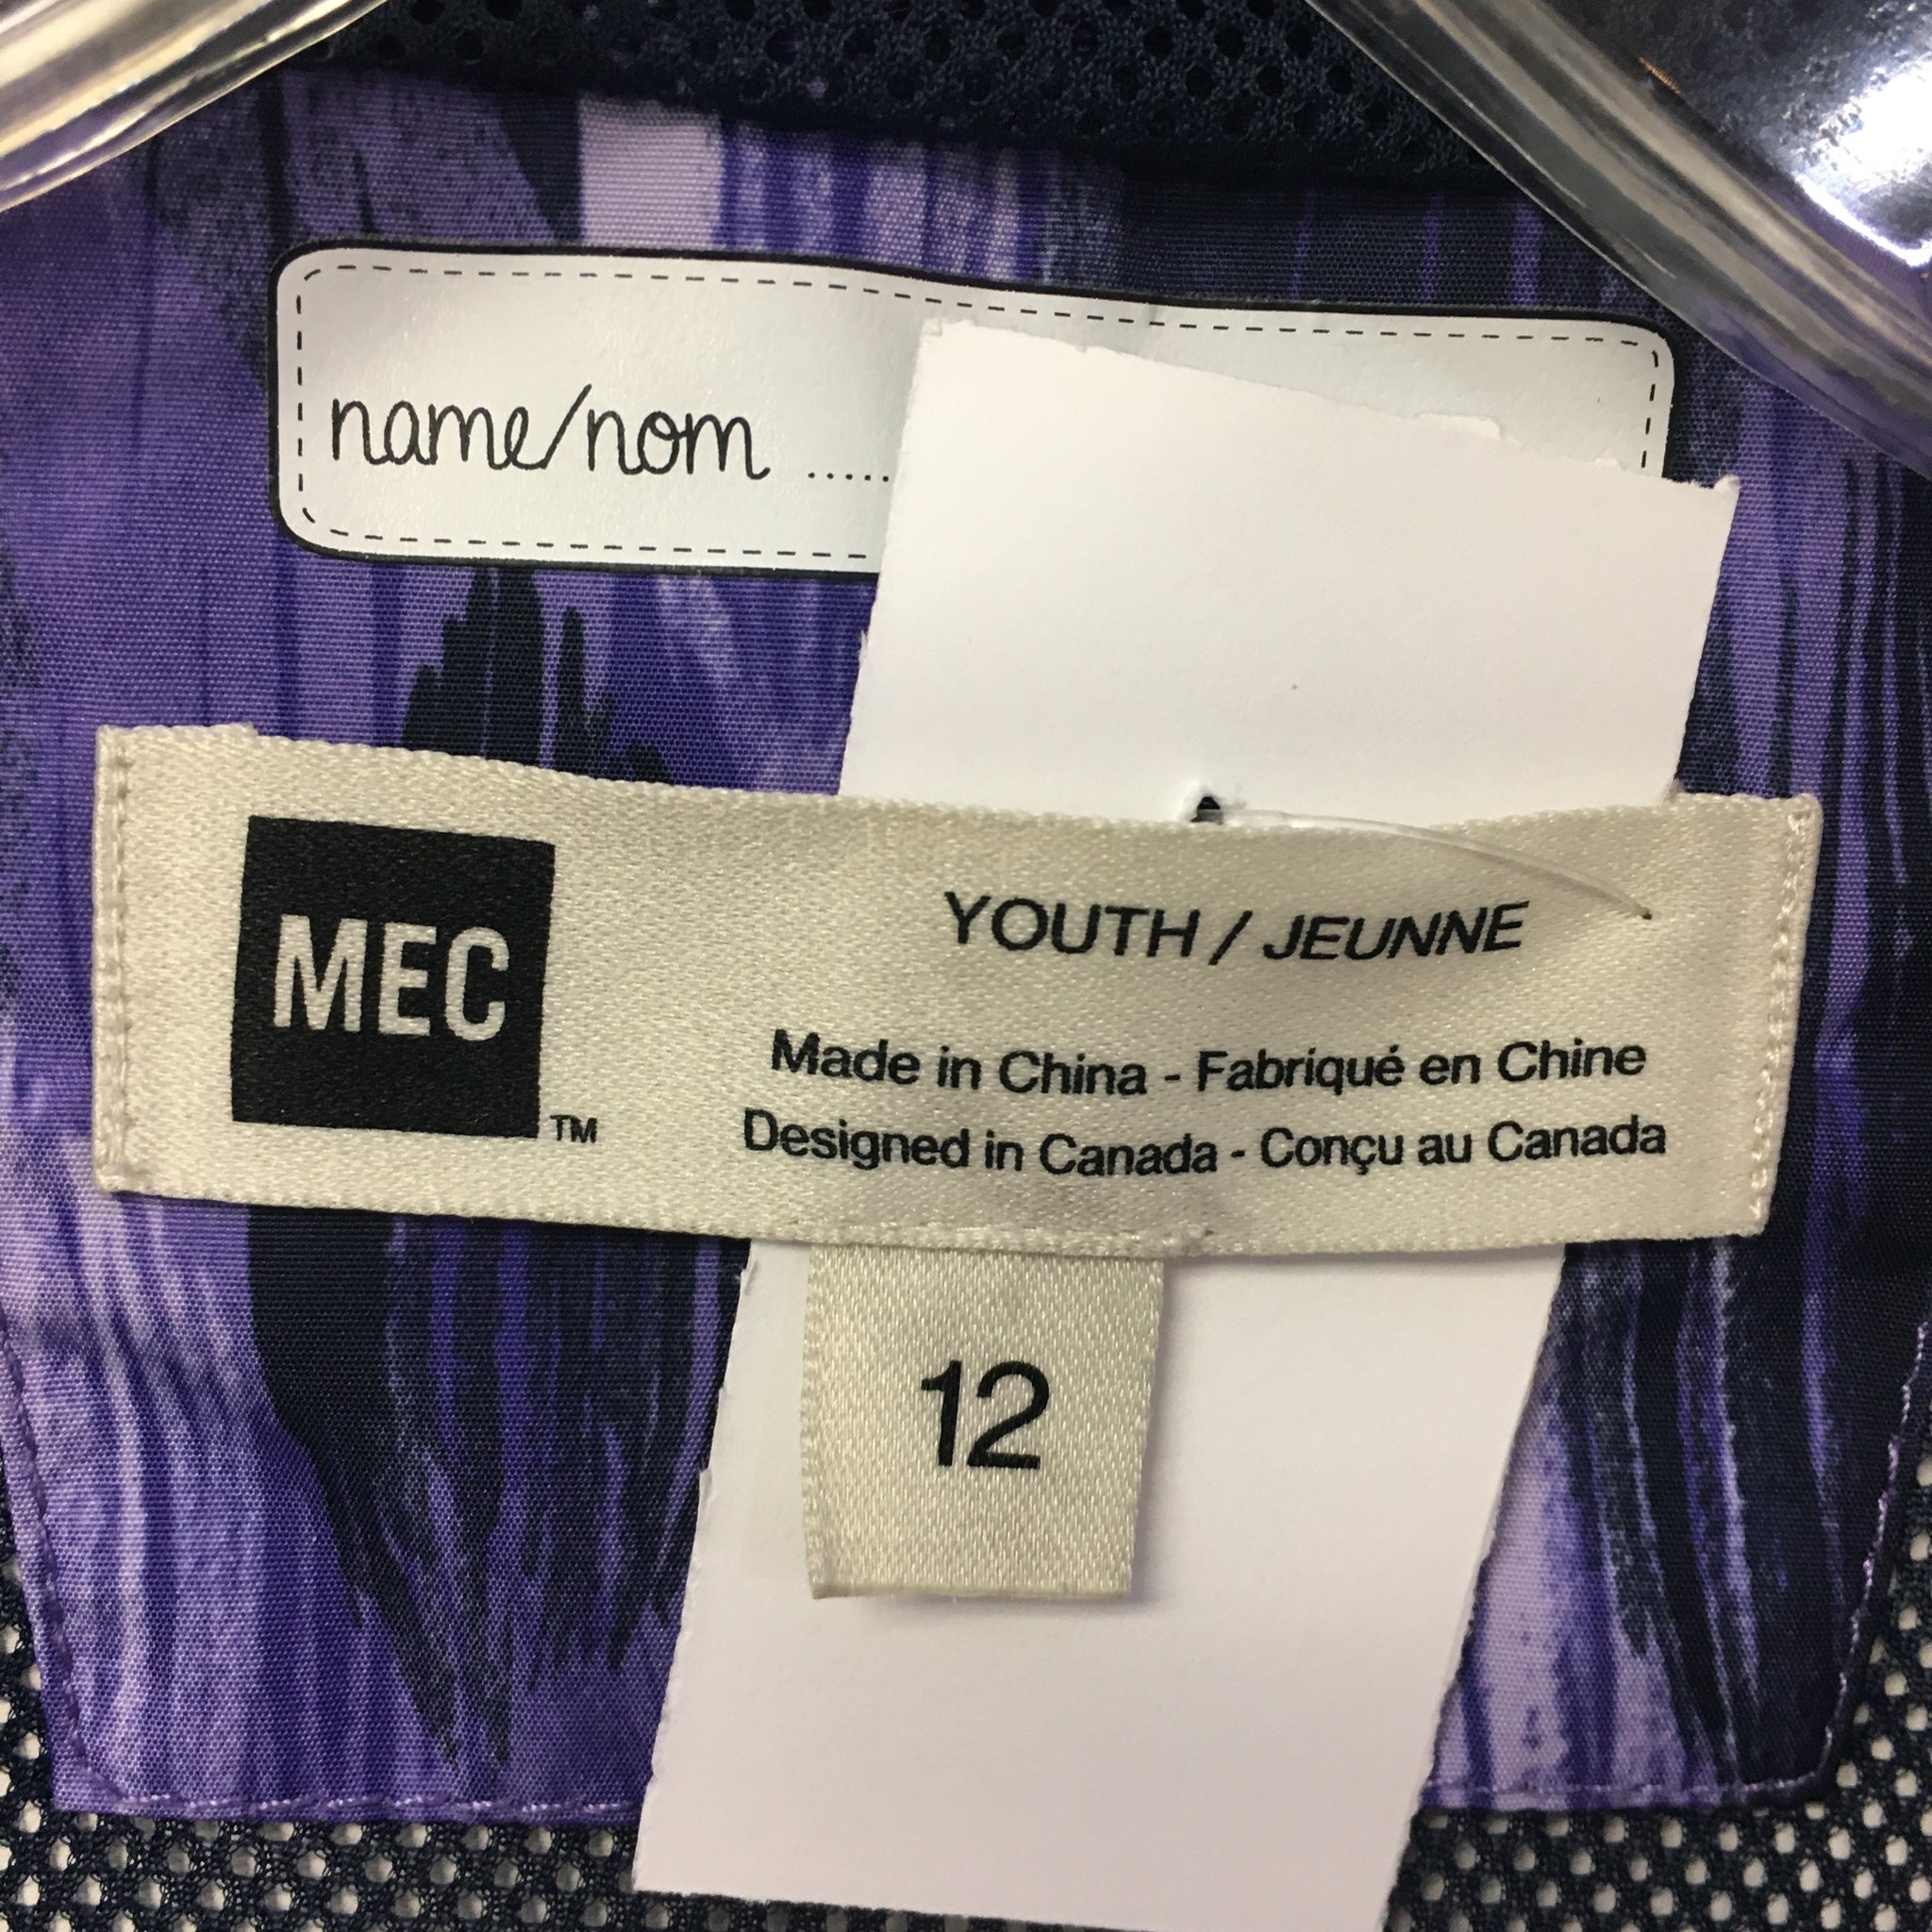 name/nom .....
MEC
TM
YOUTH / JEUNNE
Made in China - Fabriqué en Chine
Designed in Canada - Conçu au Canada
12